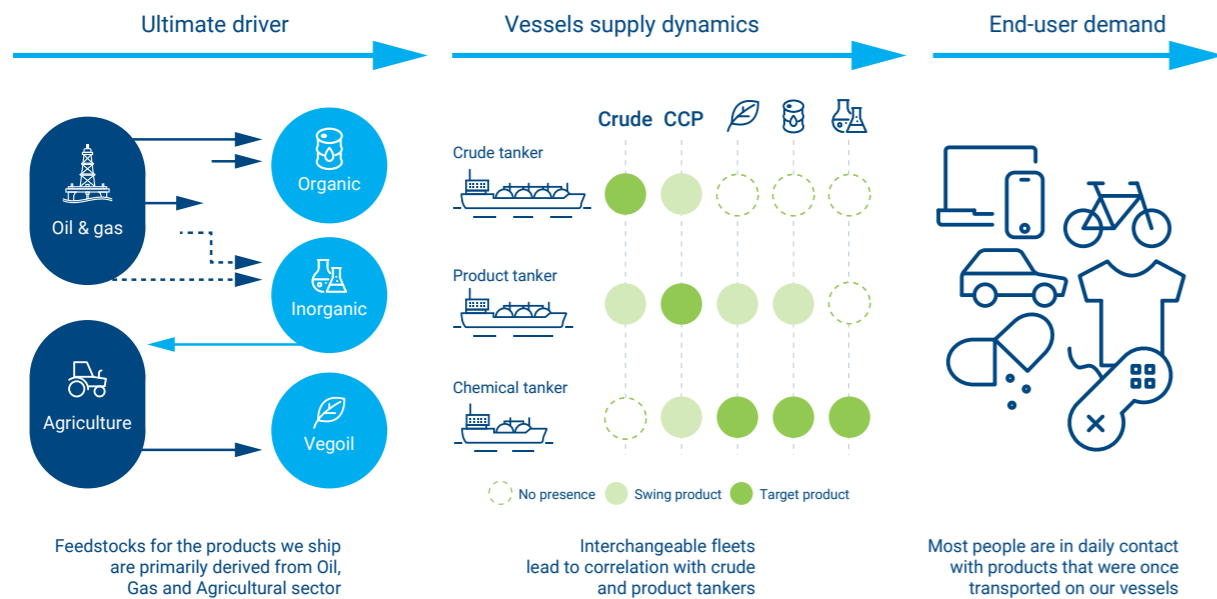 Ultimate driver
Vessels supply dynamics
End-user demand
Oil & gas
Agriculture
Organic
Inorganic
Vegoil
Crude CCP
Crude tanker
Product tanker
Chemical tanker
No presence Swing product Target product
Feedstocks for the products we ship
are primarily derived from Oil,
Gas and Agricultural sector
Interchangeable fleets
lead to correlation with crude
and product tankers
Most people are in daily contact
with products that were once
transported on our vessels